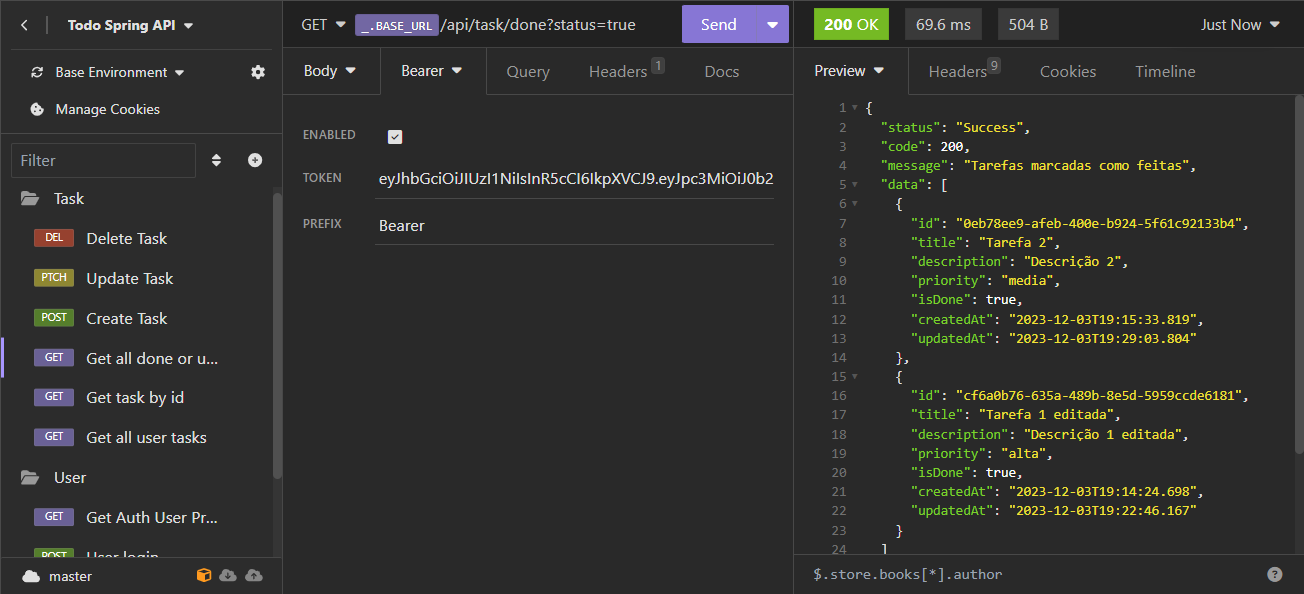 Todo Spring API
Base Environment
Manage Cookies
Filter
Task
DEL Delete Task
PTCH Update Task
POST Create Task
GET Get all done or u...
GET Get task by id
GET Get all user tasks
User
GET Get Auth User Pr...
POST User login
master
GET _.BASE_URL /api/task/done?status=true Send
Body Bearer Query Headers 1 Docs
ENABLED
TOKEN eyJhbGciOiJIUzI1NiIsInR5cCI6IkpXVCJ9.eyJpc3MiOiJ0b2
PREFIX Bearer
200 OK 69.6 ms 504 B Just Now
Preview Headers 9 Cookies Timeline
1 {
2 "status": "Success",
3 "code": 200,
4 "message": "Tarefas marcadas como feitas",
5 "data": [
6 {
7 "id": "0eb78ee9-afeb-400e-b924-5f61c92133b4",
8 "title": "Tarefa 2",
9 "description": "Descrição 2",
10 "priority": "media",
11 "isDone": true,
12 "createdAt": "2023-12-03T19:15:33.819",
13 "updatedAt": "2023-12-03T19:29:03.804"
14 },
15 {
16 "id": "cf6a0b76-635a-489b-8e5d-5959ccde6181",
17 "title": "Tarefa 1 editada",
18 "description": "Descrição 1 editada",
19 "priority": "alta",
20 "isDone": true,
21 "createdAt": "2023-12-03T19:14:24.698",
22 "updatedAt": "2023-12-03T19:22:46.167"
23 }
24 ]
$.store.books[*].author